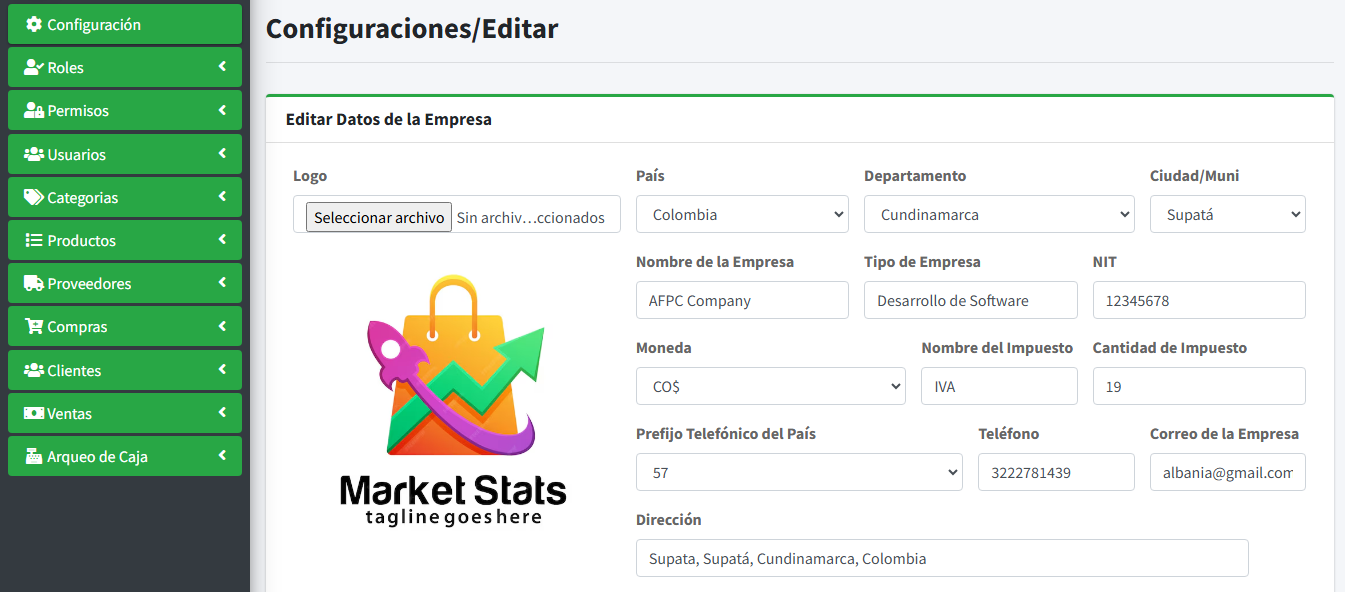 Configuración
Roles
Permisos
Usuarios
Categorias
Productos
Proveedores
Compras
Clientes
Ventas
Arqueo de Caja
Configuraciones/Editar
Editar Datos de la Empresa
Logo
Seleccionar archivo Sin archiv…ccionados
Market Stats
tagline goes here
País Departamento Ciudad/Muni
Colombia Cundinamarca Supatá
Nombre de la Empresa Tipo de Empresa NIT
AFPC Company Desarrollo de Software 12345678
Moneda Nombre del Impuesto Cantidad de Impuesto
CO$ IVA 19
Prefijo Telefónico del País Teléfono Correo de la Empresa
57 3222781439 albania@gmail.com
Dirección
Supata, Supatá, Cundinamarca, Colombia